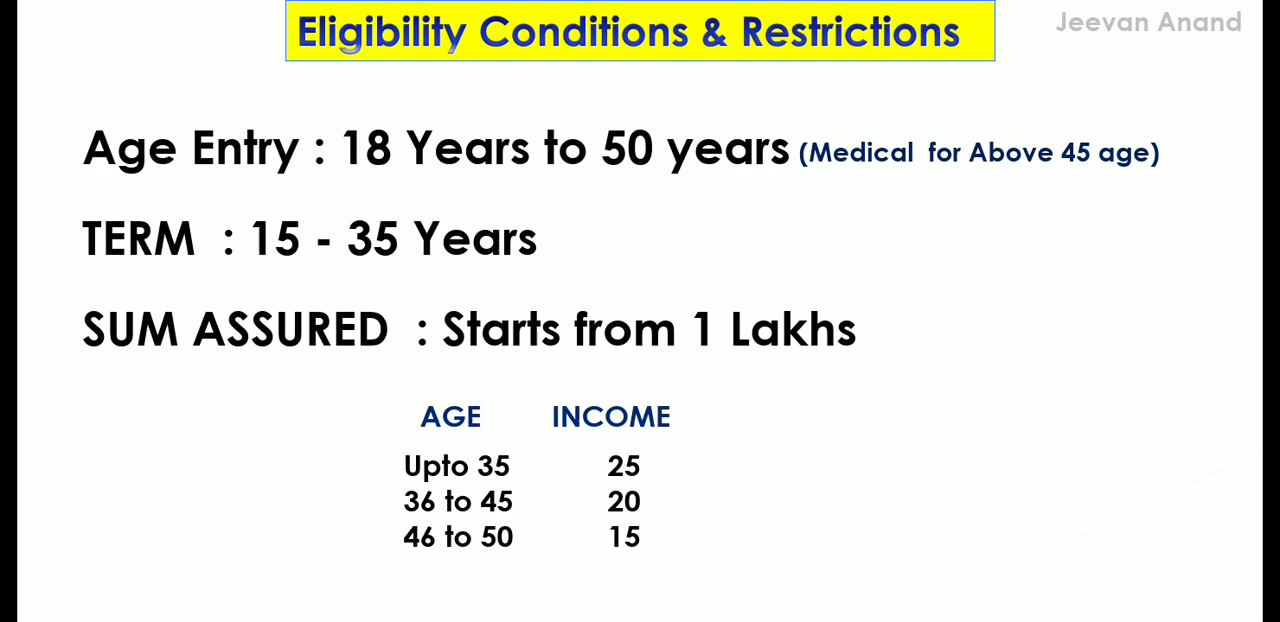 Eligibility Conditions & Restrictions
Jeevan Anand
Age Entry : 18 Years to 50 years (Medical for Above 45 age)
TERM : 15 - 35 Years
SUM ASSURED : Starts from 1 Lakhs
AGE INCOME
Upto 35 25
36 to 45 20
46 to 50 15